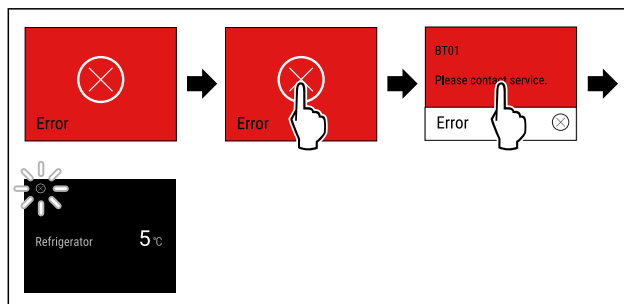 Error
Error
BT01
Please contact service.
Error
Refrigerator 5 °C